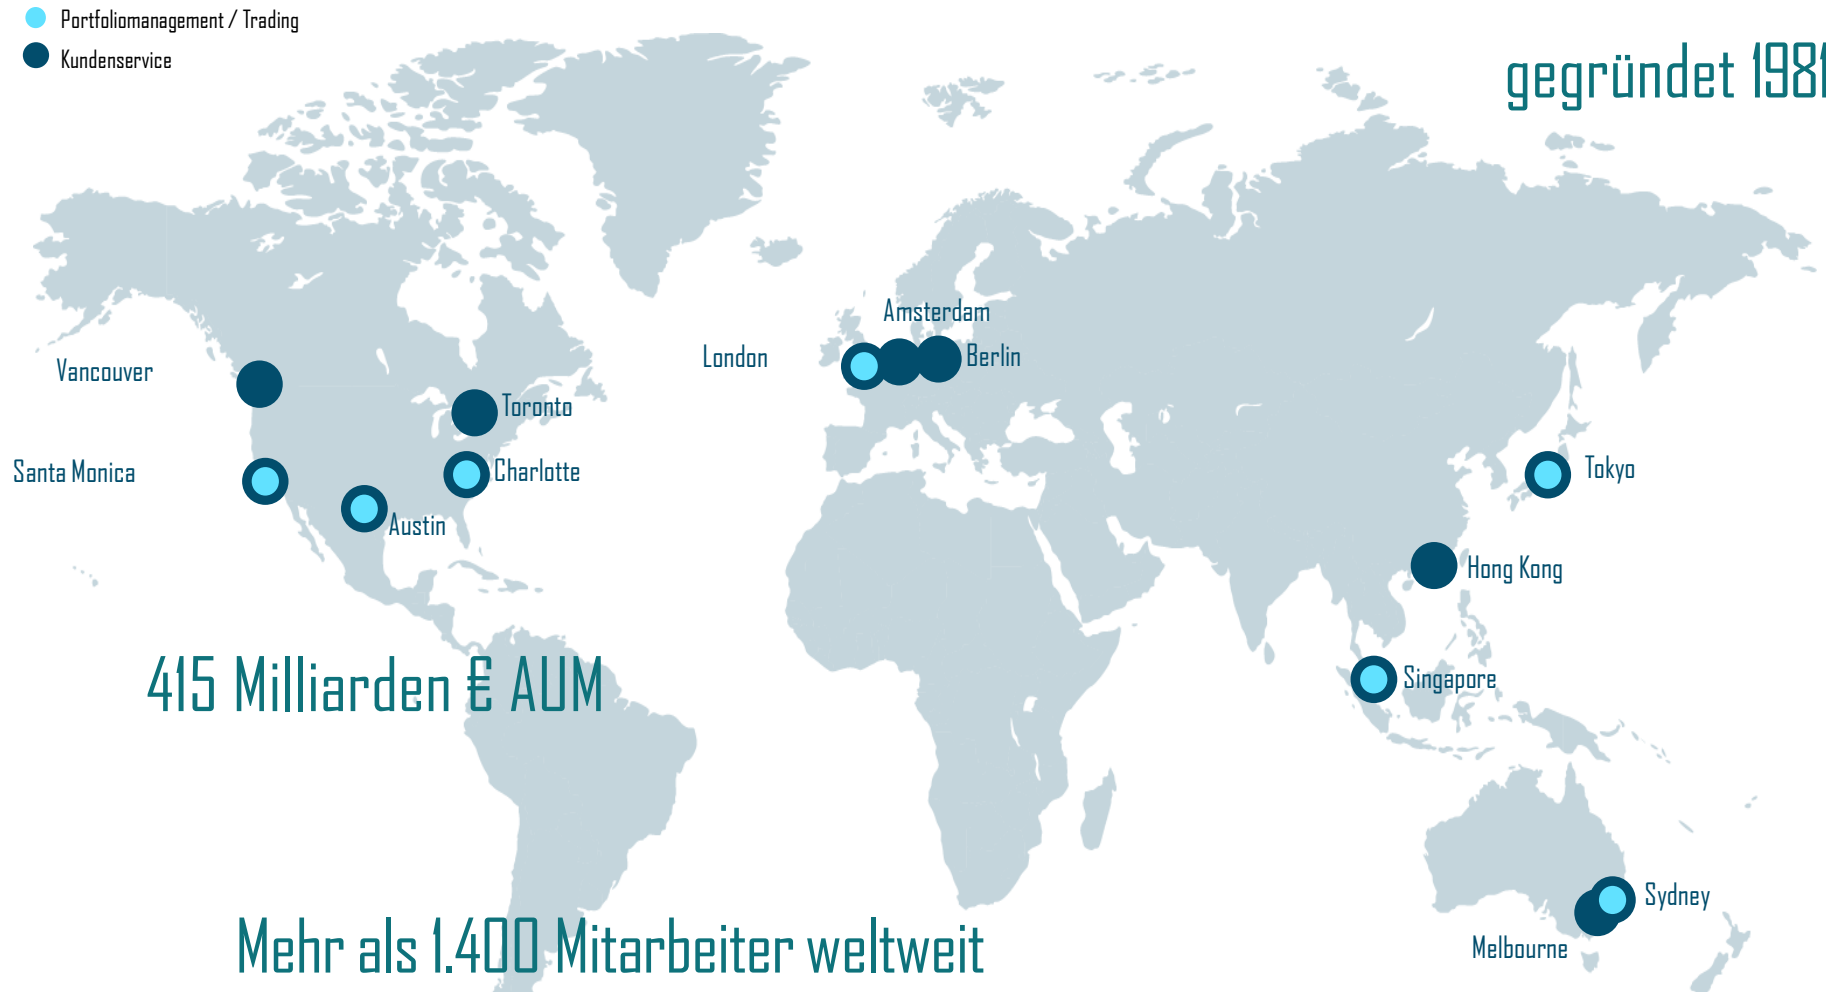 Portfoliomanagement / Trading
Kundenservice
gegründet 1981
Amsterdam
London
Berlin
Vancouver
Toronto
Santa Monica
Charlotte
Austin
Tokyo
Hong Kong
415 Milliarden € AUM
Singapore
Sydney
Mehr als 1.400 Mitarbeiter weltweit
Melbourne